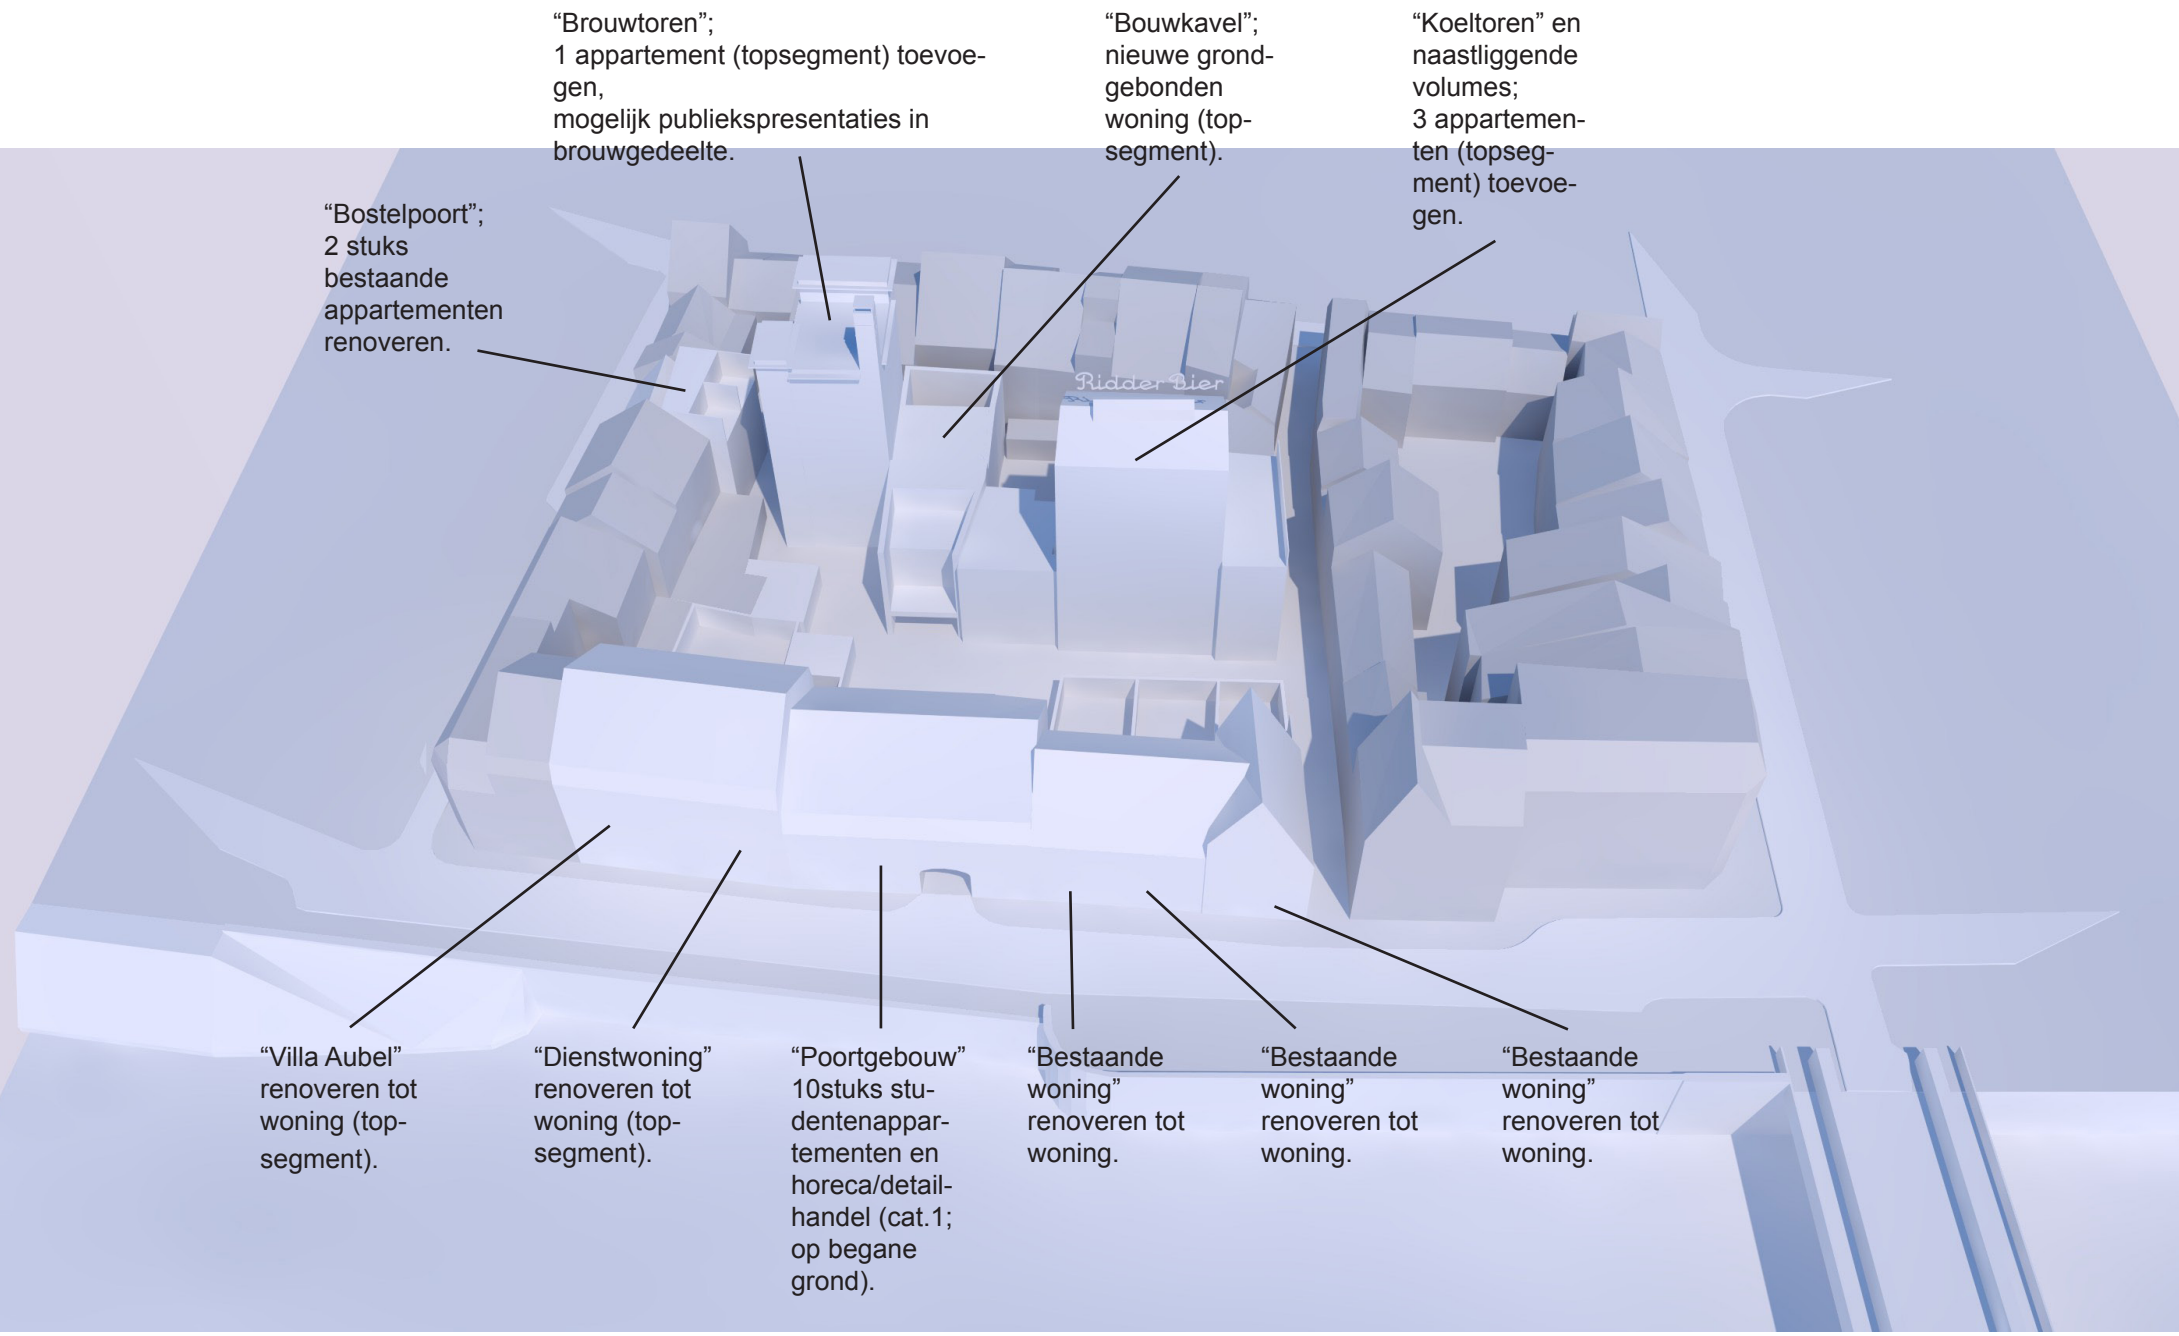 “Brouwtoren”;
1 appartement (topsegment) toevoe-
gen,
mogelijk publiekspresentaties in
brouwgedeelte.
“Bouwkavel”;
nieuwe grond-
gebonden
woning (top-
segment).
“Koeltoren” en
naastliggende
volumes;
3 appartemen-
ten (topseg-
ment) toevoe-
gen.
“Bostelpoort”;
2 stuks
bestaande
appartementen
renoveren.
Ridder Bier
“Villa Aubel”
renoveren tot
woning (top-
segment).
“Dienstwoning”
renoveren tot
woning (top-
segment).
“Poortgebouw”
10stuks stu-
dentenappar-
tementen en
horeca/detail-
handel (cat.1;
op begane
grond).
“Bestaande
woning”
renoveren tot
woning.
“Bestaande
woning”
renoveren tot
woning.
“Bestaande
woning”
renoveren tot
woning.